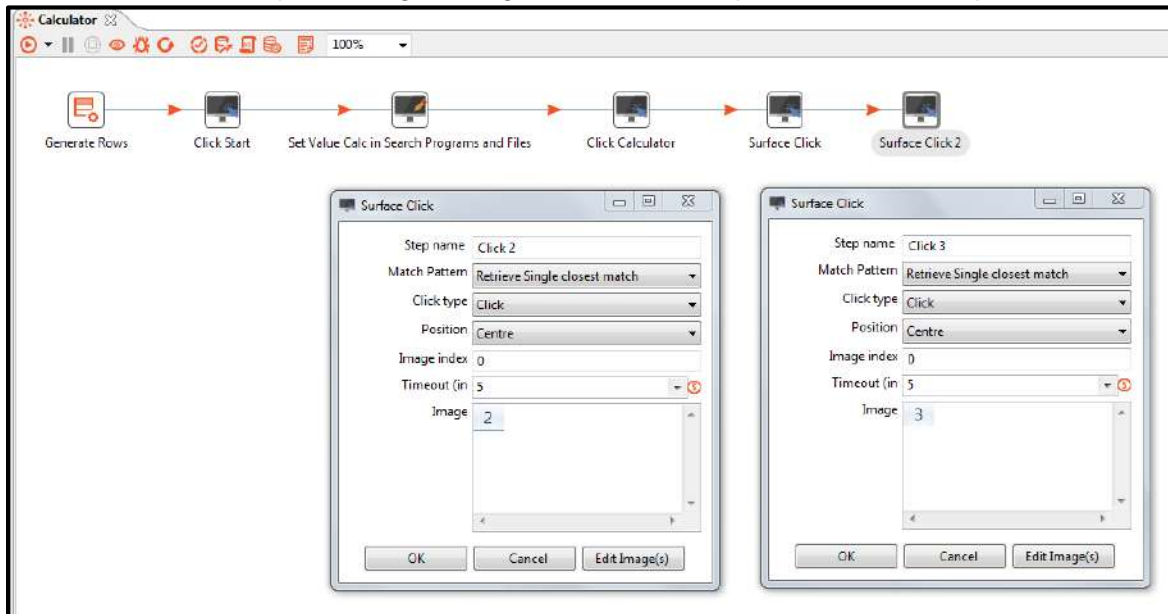 Calculator
100%
Generate Rows
Click Start
Set Value Calc in Search Programs and Files
Click Calculator
Surface Click
Surface Click 2
Surface Click
Step name Click 2
Match Pattern Retrieve Single closest match
Click type Click
Position Centre
Image index 0
Timeout (in 5
Image 2
OK Cancel Edit Image(s)
Surface Click
Step name Click 3
Match Pattern Retrieve Single closest match
Click type Click
Position Centre
Image index 0
Timeout (in 5
Image 3
OK Cancel Edit Image(s)